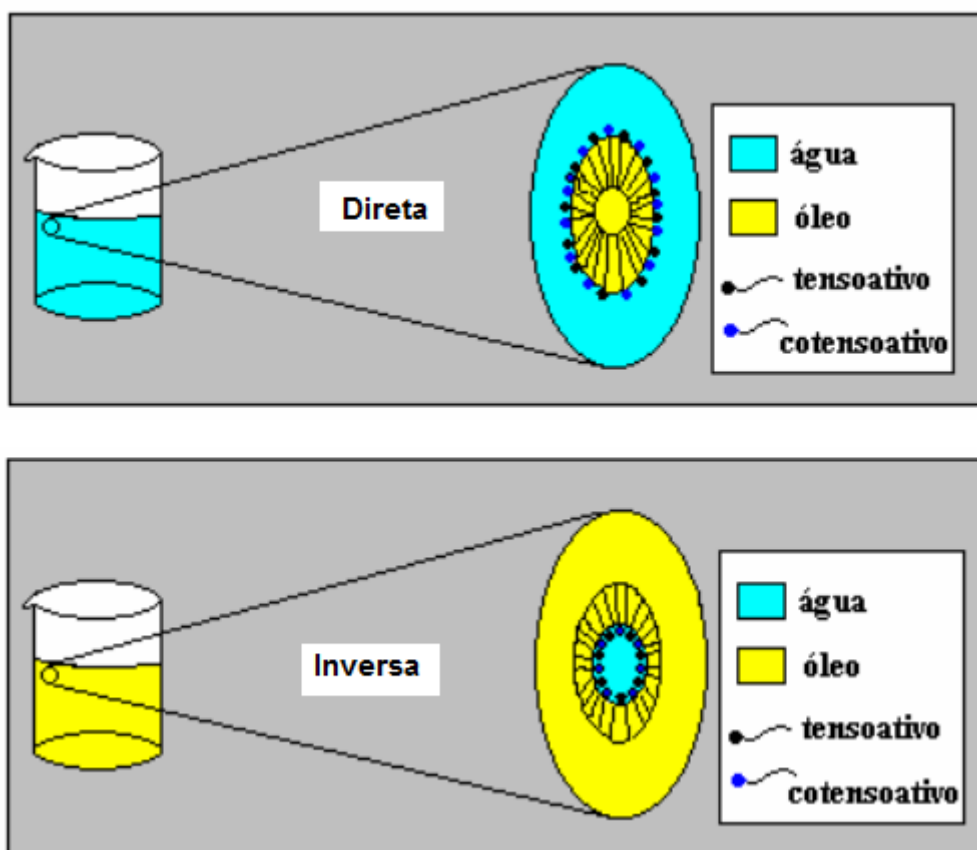 Direta
água
óleo
tensoativo
cotensoativo
Inversa
água
óleo
tensoativo
cotensoativo